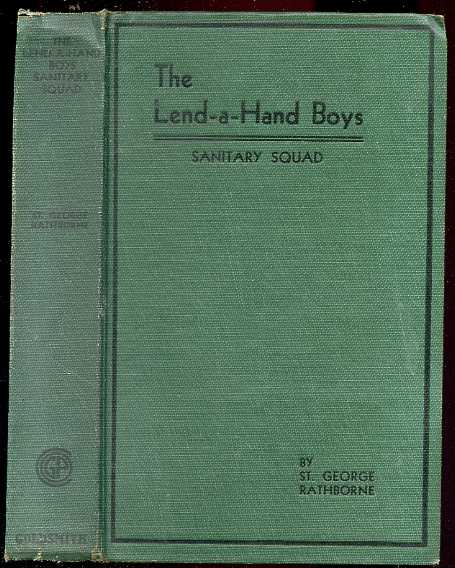 THE
LEND-A-HAND
BOYS
SANITARY
SQUAD
ST. GEORGE
RATHBORNE
GOLDSMITH
The
Lend-a-Hand Boys
SANITARY SQUAD
BY
ST. GEORGE
RATHBORNE